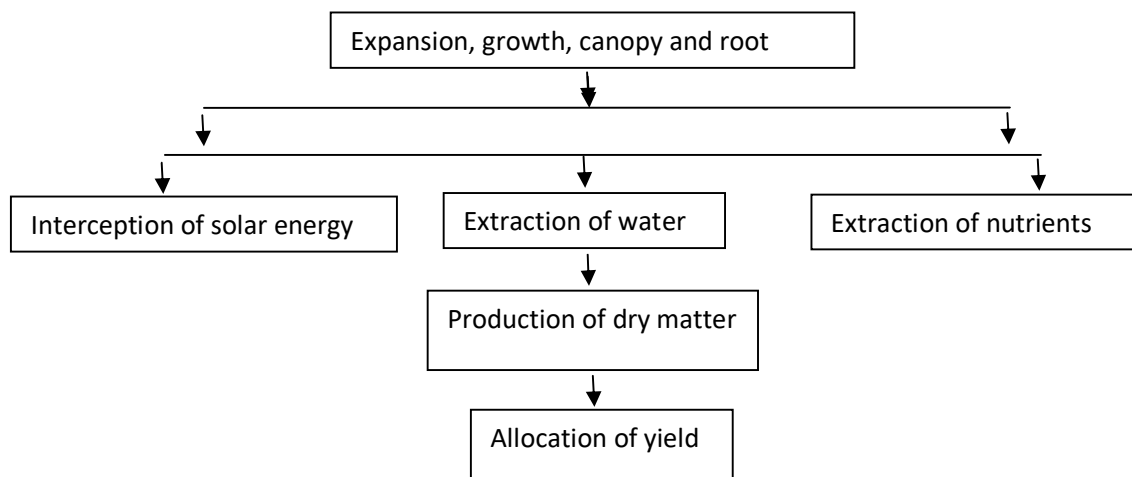 Expansion, growth, canopy and root
Interception of solar energy
Extraction of water
Extraction of nutrients
Production of dry matter
Allocation of yield